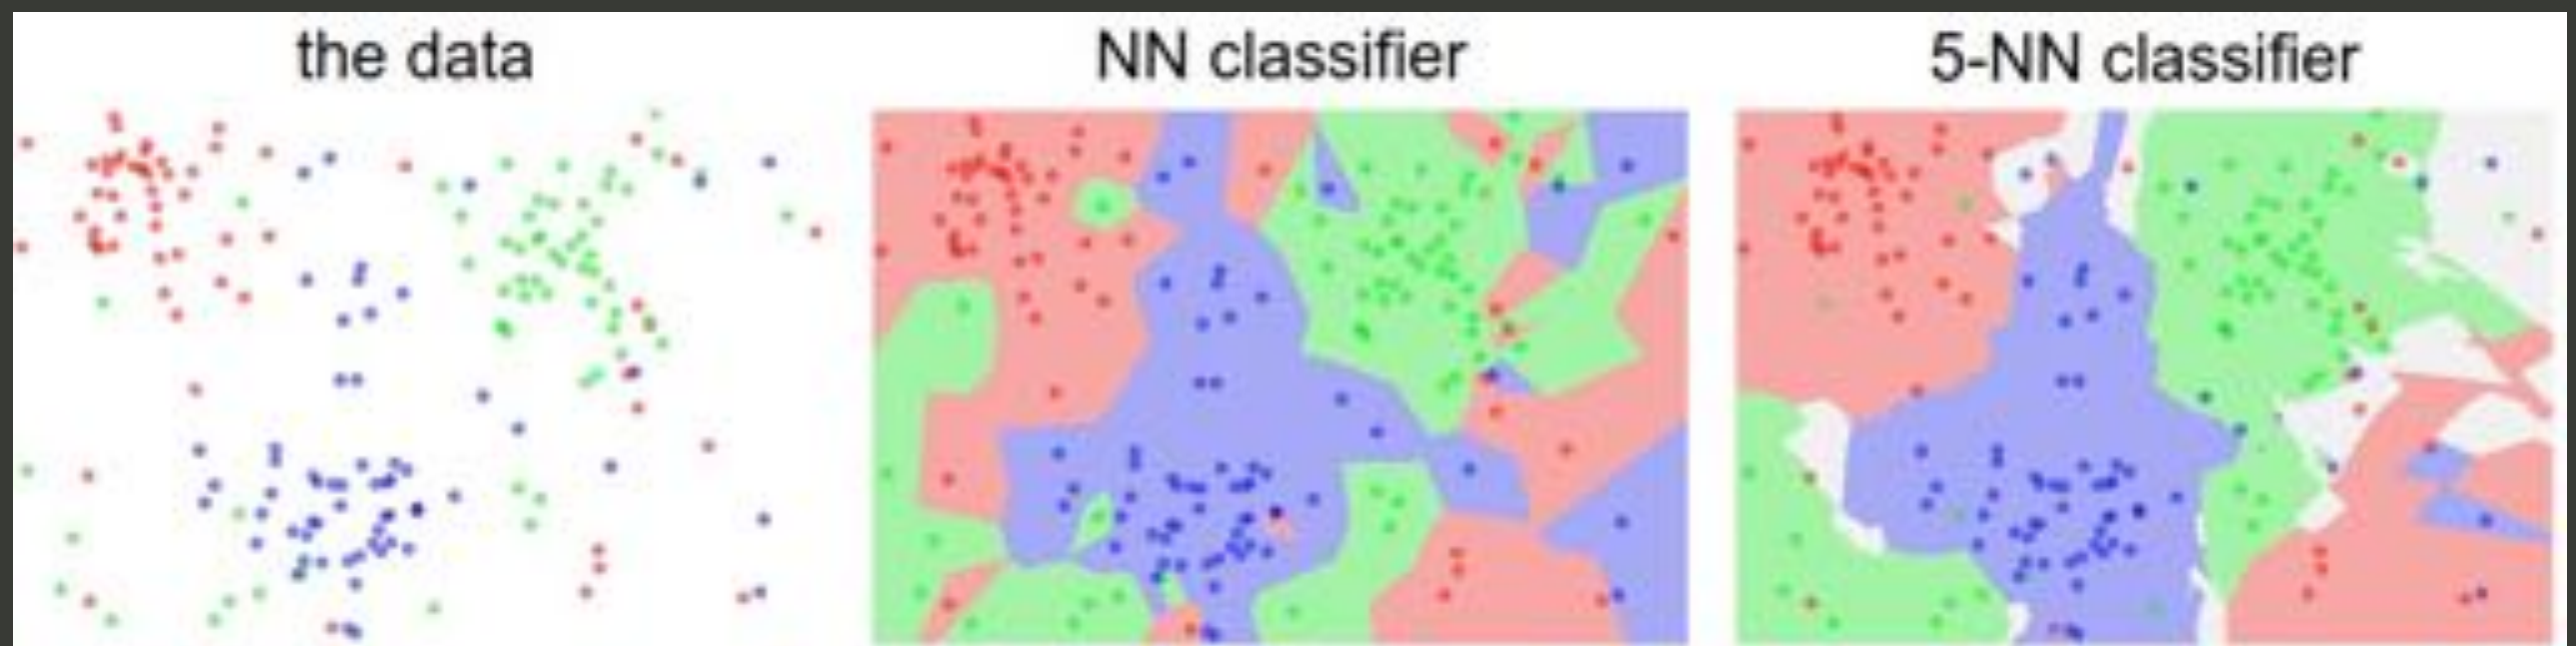 the data
NN classifier
5-NN classifier